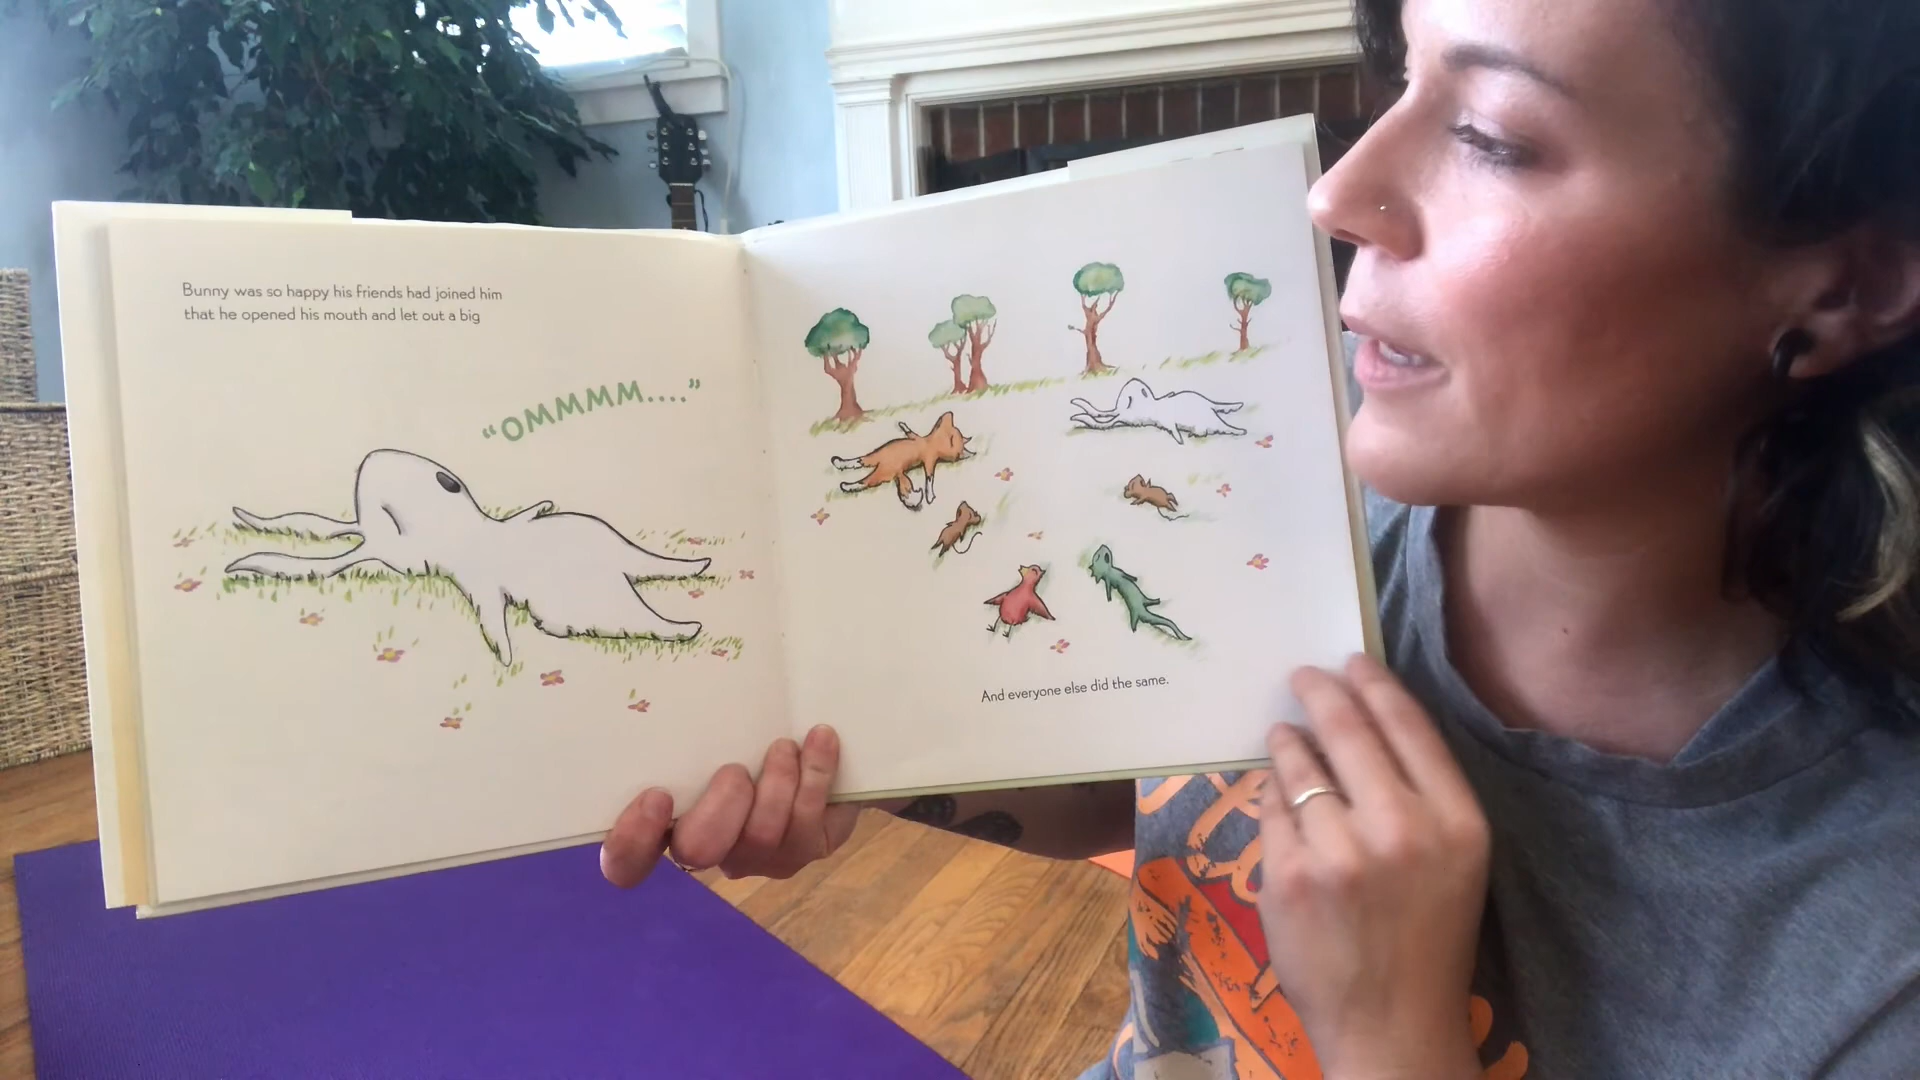 Bunny was so happy his friends had joined him
that he opened his mouth and let out a big
“OMMMM....”
And everyone else did the same.